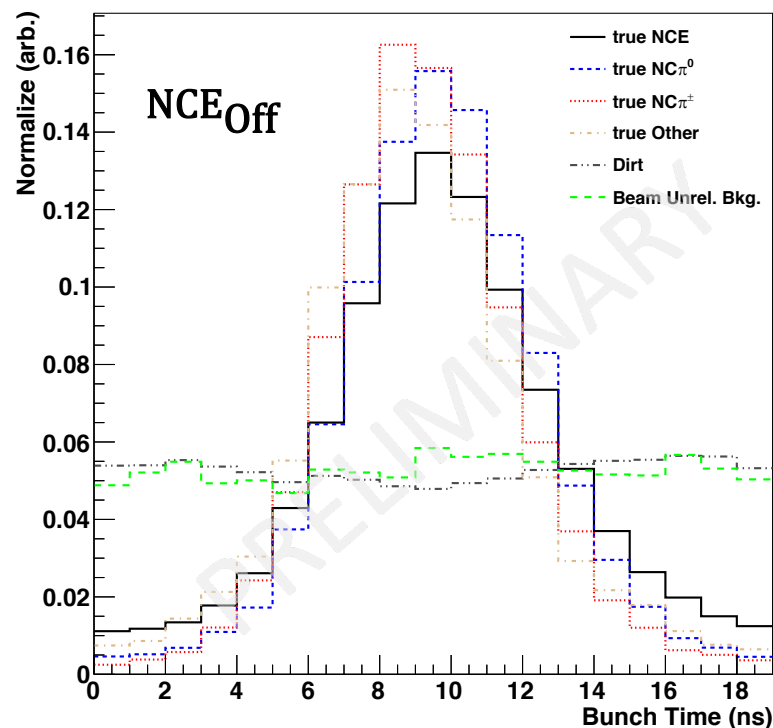 Normalize (arb.)
0.16
0.14
0.12
0.1
0.08
0.06
0.04
0.02
0
NCE_Off
true NCE
true NCπ⁰
true NCπ±
true Other
Dirt
Beam Unrel. Bkg.
PRELIMINARY
0 2 4 6 8 10 12 14 16 18
Bunch Time (ns)